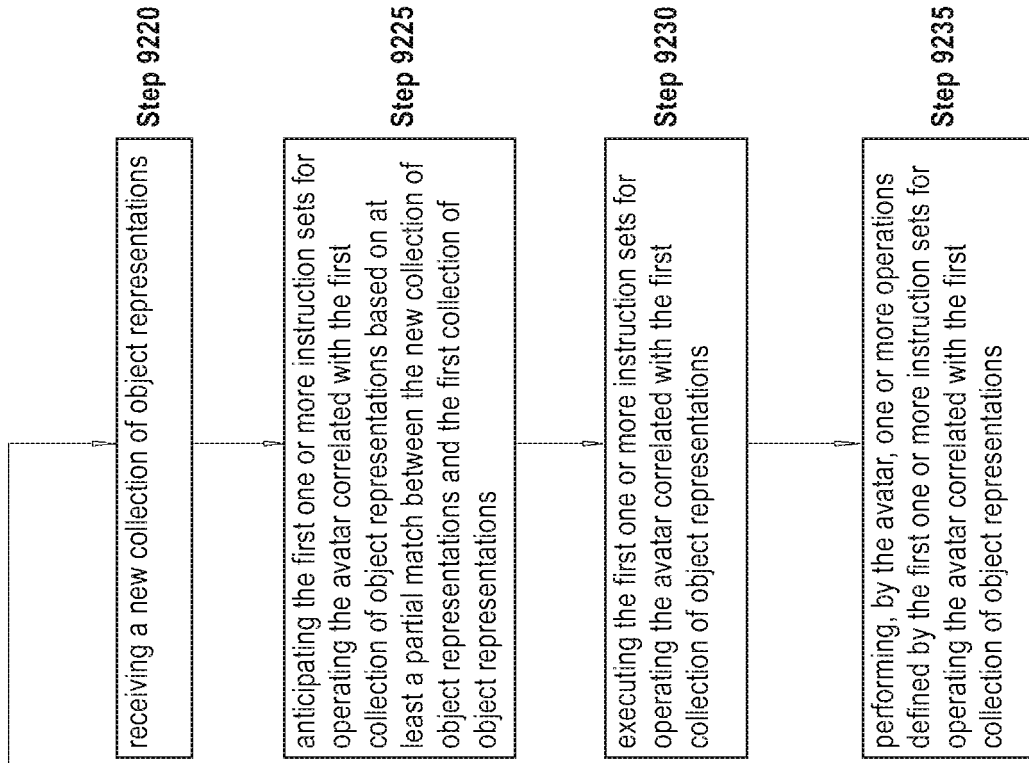 receiving a new collection of object representations
Step 9220
anticipating the first one or more instruction sets for
operating the avatar correlated with the first
collection of object representations based on at
least a partial match between the new collection of
object representations and the first collection of
object representations
Step 9225
executing the first one or more instruction sets for
operating the avatar correlated with the first
collection of object representations
Step 9230
performing, by the avatar, one or more operations
defined by the first one or more instruction sets for
operating the avatar correlated with the first
collection of object representations
Step 9235